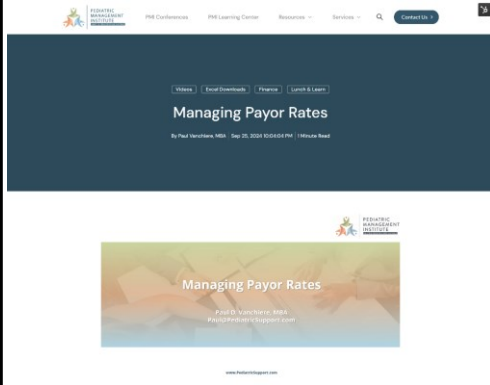 PEDIATRIC
MANAGEMENT
INSTITUTE
PMI Conferences
PMI Learning Center
Resources
Services
Contact Us >
Videos
Excel Downloads
Finance
Lunch & Learn
Managing Payor Rates
By Paul Vanchiere, MBA | Sep 25, 2024 10:04:04 PM | 1 Minute Read
PEDIATRIC
MANAGEMENT
INSTITUTE
Managing Payor Rates
Paul D. Vanchiere, MBA
Paul@PediatricSupport.com
www.PediatricSupport.com